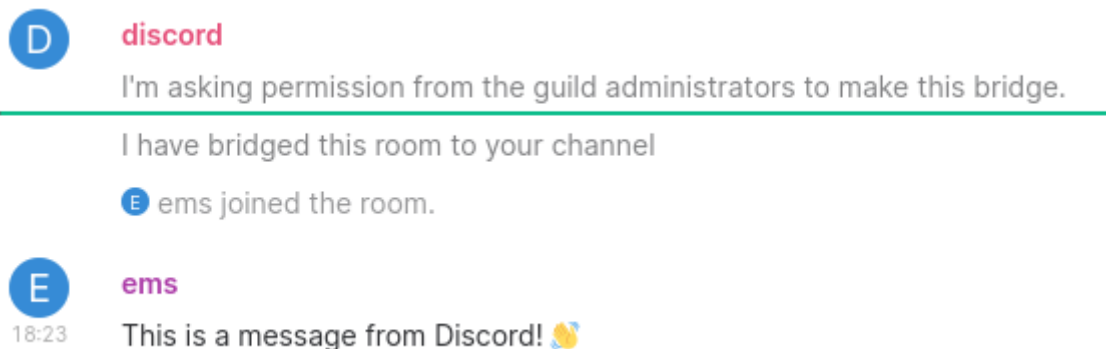 D
discord
I'm asking permission from the guild administrators to make this bridge.
I have bridged this room to your channel
E ems joined the room.
E
ems
18:23 This is a message from Discord! 👋